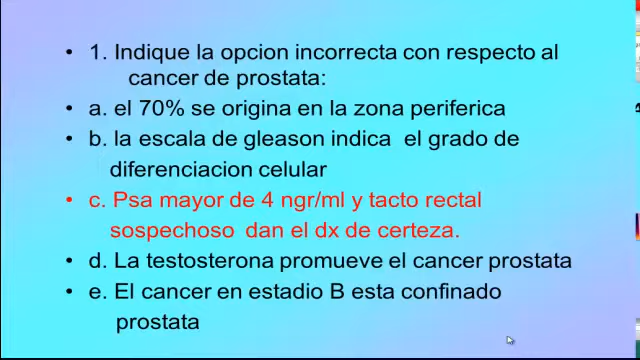 • 1. Indique la opcion incorrecta con respecto al
cancer de prostata:
• a. el 70% se origina en la zona periferica
• b. la escala de gleason indica el grado de
diferenciacion celular
• c. Psa mayor de 4 ngr/ml y tacto rectal
sospechoso dan el dx de certeza.
• d. La testosterona promueve el cancer prostata
• e. El cancer en estadio B esta confinado
prostata